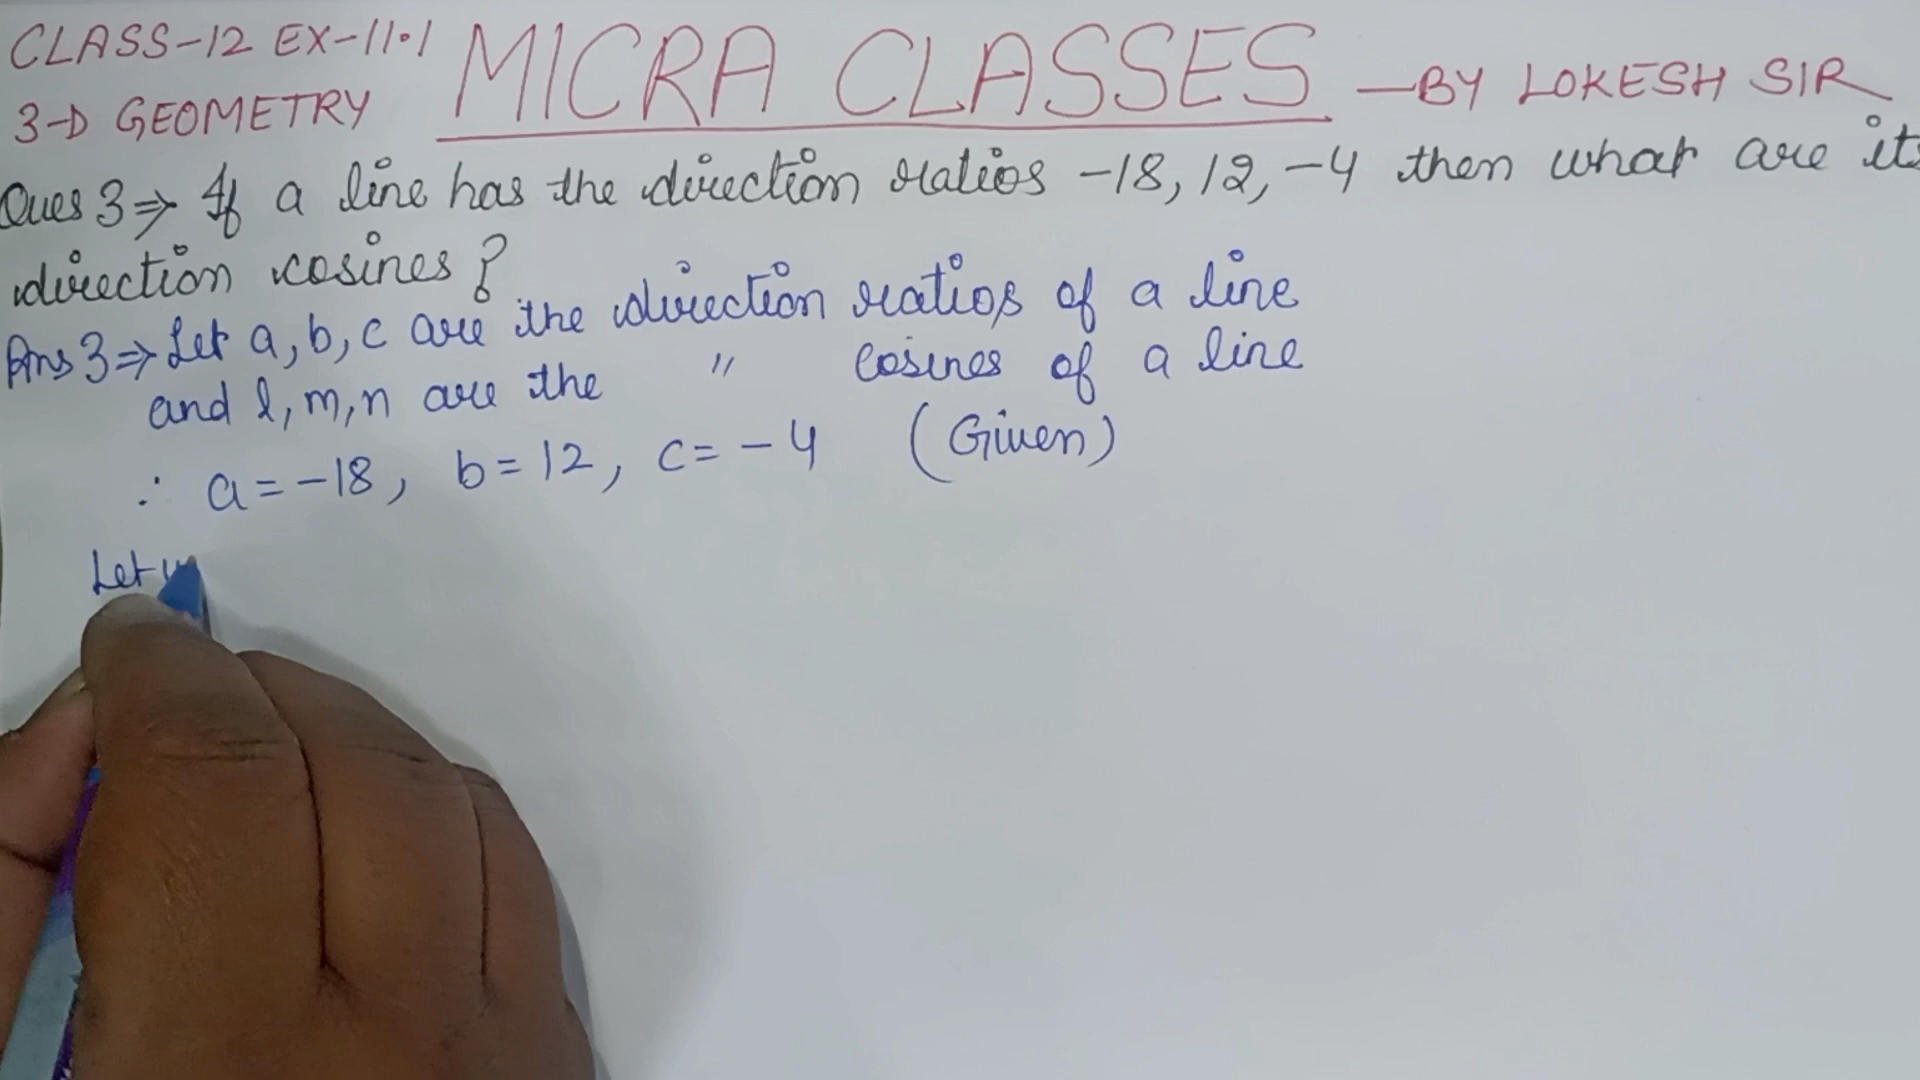 CLASS-12 EX-11.1
3-D GEOMETRY
MICRA CLASSES
-BY LOKESH SIR
Ques 3⇒ If a line has the direction ratios -18, 12, -4 then what are its
direction cosines?
Ans 3⇒ Let a, b, c are the direction ratios of a line
and l, m, n are the " Cosines of a line
∴ a = -18, b = 12, c = -4 (Given)
Let